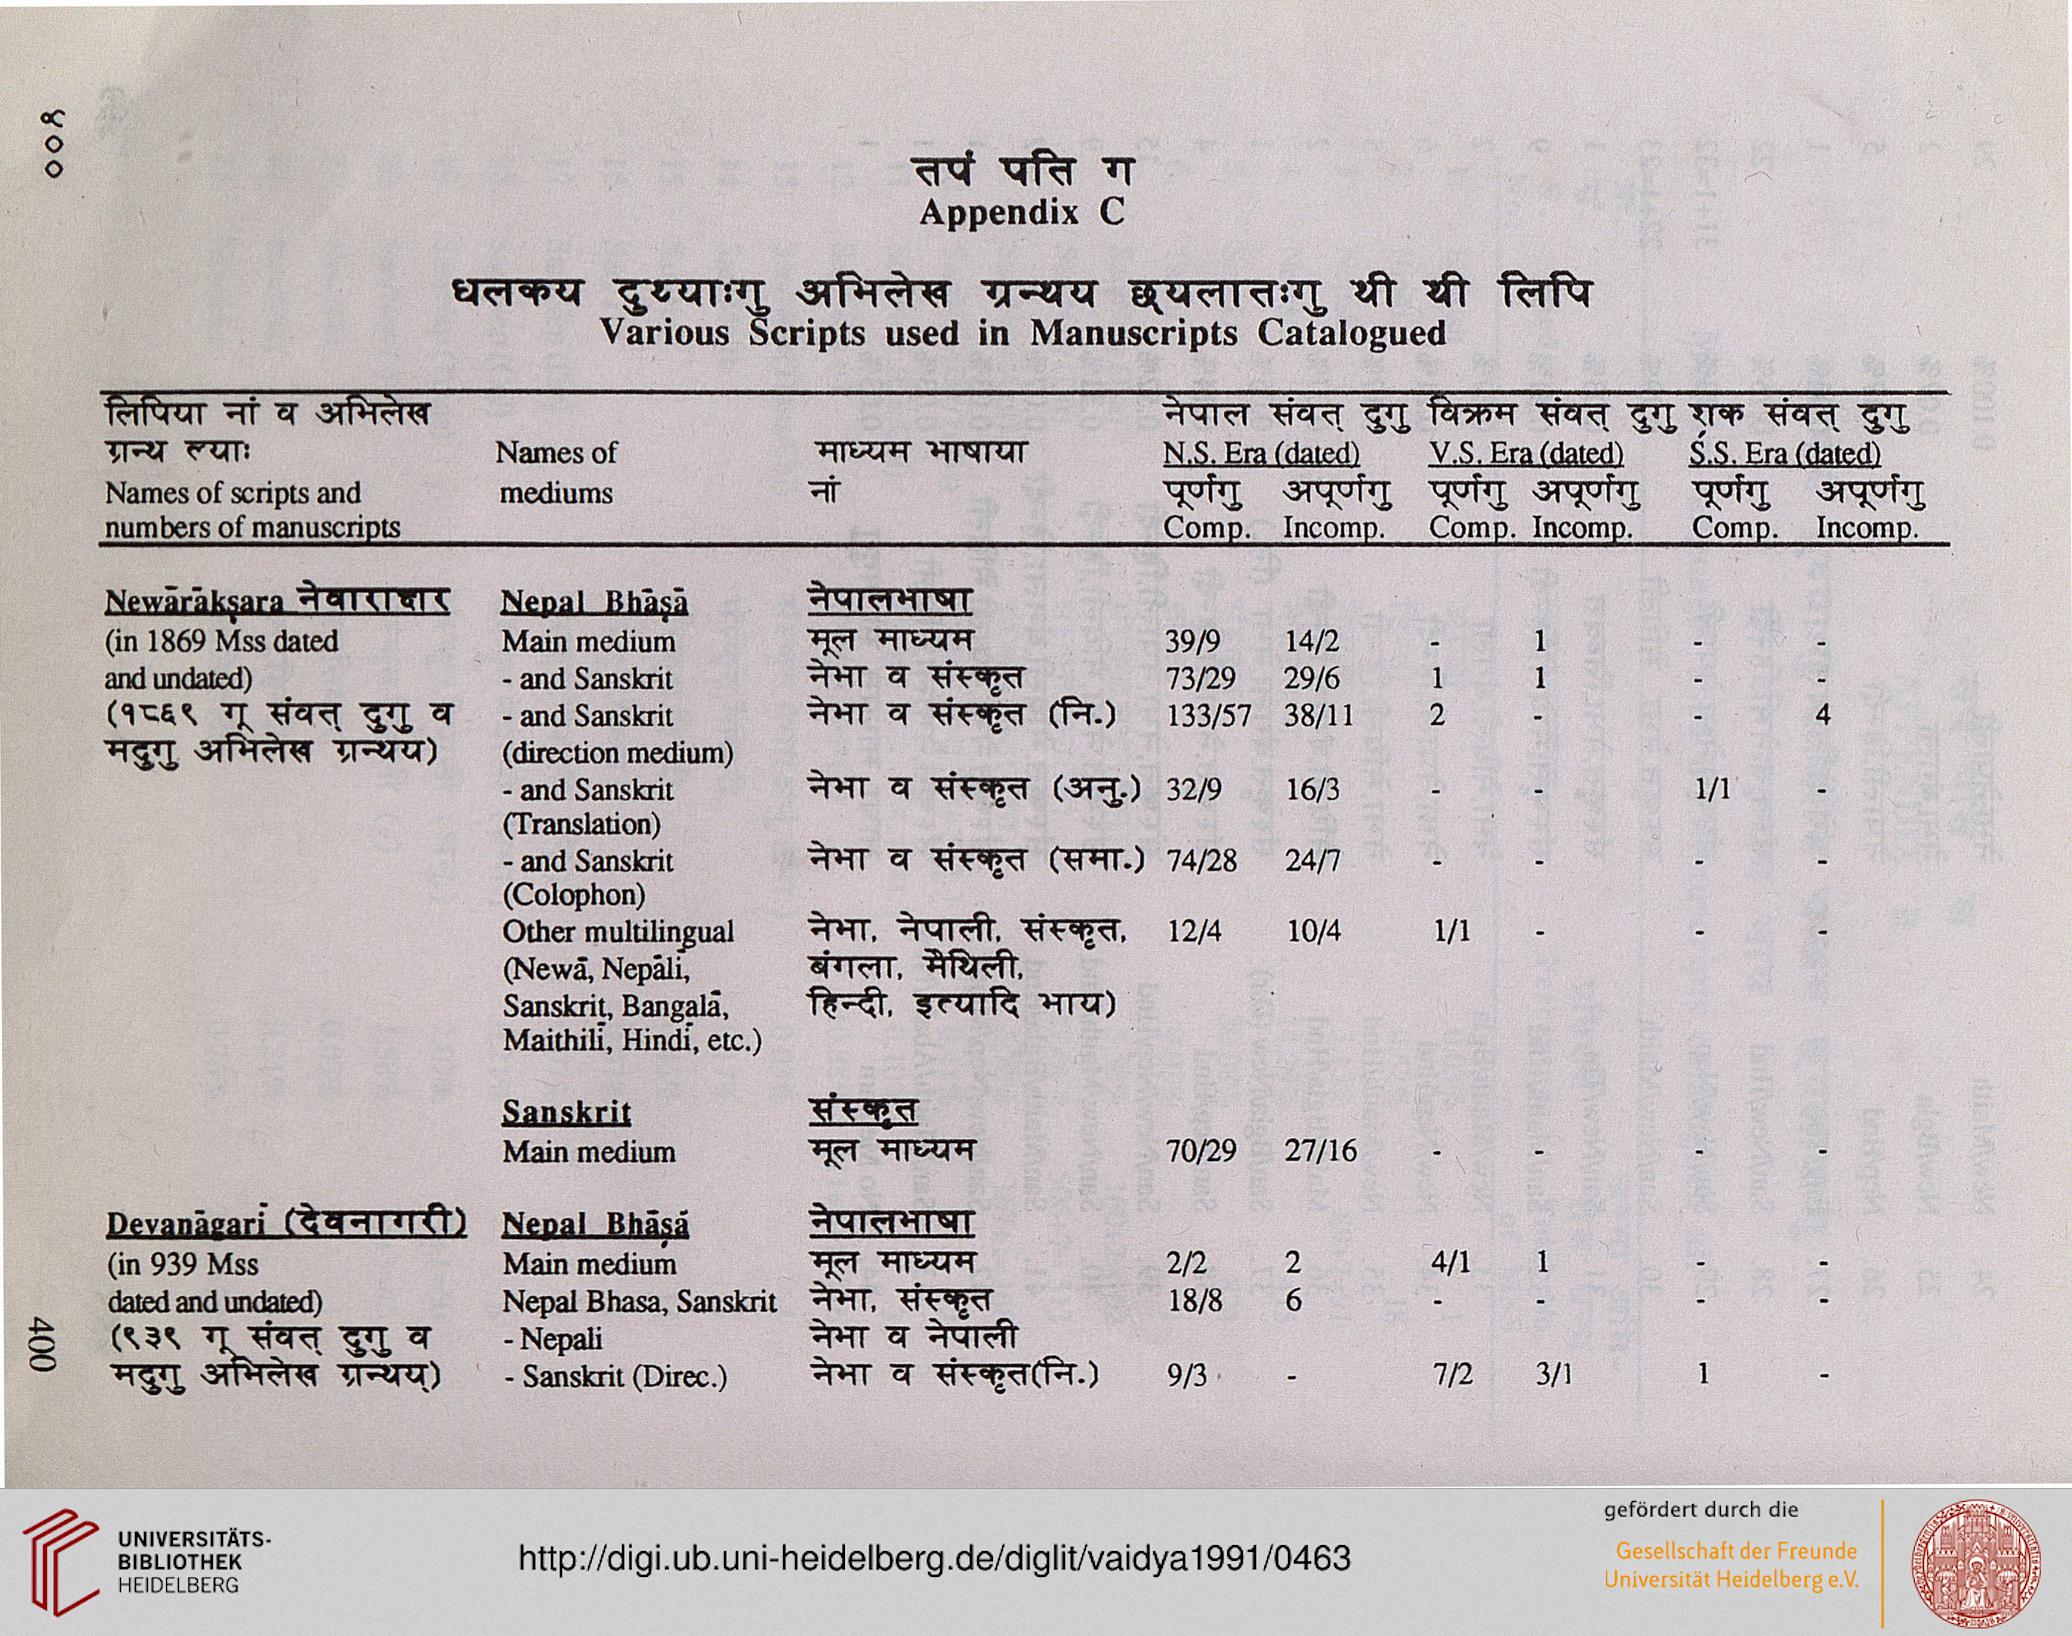 ४००
तपं पति ग
Appendix C
धलकय दुथ्याःगु अभिलेख ग्रन्थय छ्यलातःगु थी थी लिपि
Various Scripts used in Manuscripts Catalogued
लिपिया नां व अभिलेख नेपाल संवत् दुगु विक्रम संवत् दुगु शक संवत् दुगु
ग्रन्थ ल्याः Names of माध्यम भाषाया N.S. Era (dated) V.S. Era (dated) Ś.S. Era (dated)
Names of scripts and mediums नां पूर्णगु अपूर्णगु पूर्णगु अपूर्णगु पूर्णगु अपूर्णगु
numbers of manuscripts Comp. Incomp. Comp. Incomp. Comp. Incomp.
Newārākṣara नेवाराक्षर Nepal Bhāṣā नेपालभाषा
(in 1869 Mss dated Main medium मूल माध्यम 39/9 14/2 - 1 - -
and undated) - and Sanskrit नेभा व संस्कृत 73/29 29/6 1 1 - -
(१८६९ गू संवत् दुगु व - and Sanskrit नेभा व संस्कृत (नि.) 133/57 38/11 2 - - 4
मदुगु अभिलेख ग्रन्थय) (direction medium)
- and Sanskrit नेभा व संस्कृत (अनु.) 32/9 16/3 - - 1/1 -
(Translation)
- and Sanskrit नेभा व संस्कृत (समा.) 74/28 24/7 - - - -
(Colophon)
Other multilingual नेभा, नेपाली, संस्कृत, 12/4 10/4 1/1 - - -
(Newā, Nepāli, बंगला, मैथिली,
Sanskrit, Bangalā, हिन्दी, इत्यादि भाय)
Maithilī, Hindī, etc.)
Sanskrit संस्कृत
Main medium मूल माध्यम 70/29 27/16 - - - -
Devanāgarī (देवनागरी) Nepal Bhāṣā नेपालभाषा
(in 939 Mss Main medium मूल माध्यम 2/2 2 4/1 1 - -
dated and undated) Nepal Bhasa, Sanskrit नेभा, संस्कृत 18/8 6 - - - -
(९३९ गू संवत् दुगु व - Nepali नेभा व नेपाली
मदुगु अभिलेख ग्रन्थय्) - Sanskrit (Direc.) नेभा व संस्कृत(नि.) 9/3 - 7/2 3/1 1 -
400
UNIVERSITÄTS-
BIBLIOTHEK
HEIDELBERG
http://digi.ub.uni-heidelberg.de/diglit/vaidya1991/0463
gefördert durch die
Gesellschaft der Freunde
Universität Heidelberg e.V.